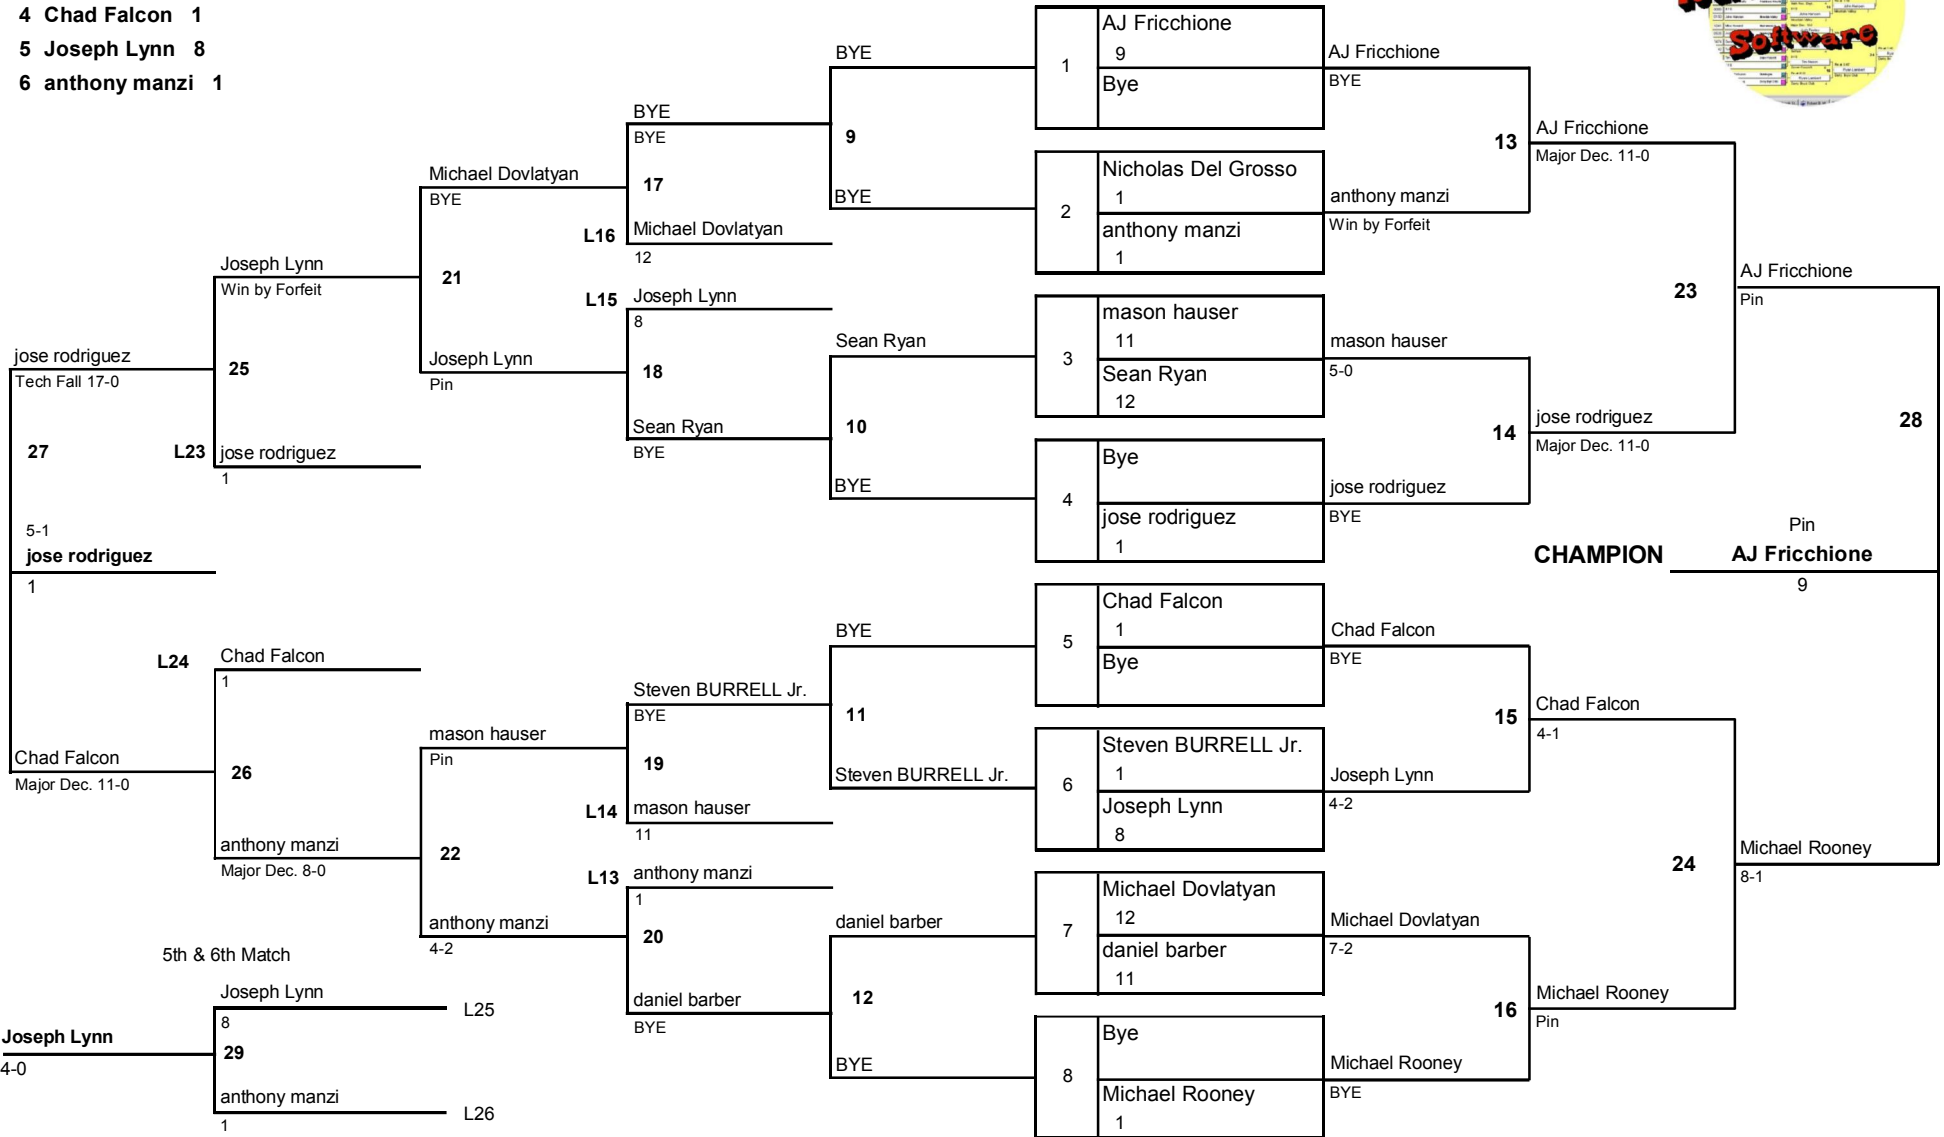 4 Chad Falcon 1
5 Joseph Lynn 8
6 anthony manzi 1
Software
jose rodriguez
Tech Fall 17-0
27
5-1
jose rodriguez
1
Chad Falcon
Major Dec. 11-0
Joseph Lynn
Win by Forfeit
25
L23
jose rodriguez
1
L24
Chad Falcon
1
26
anthony manzi
Major Dec. 8-0
Michael Dovlatyan
BYE
21
Joseph Lynn
Pin
mason hauser
Pin
22
anthony manzi
4-2
BYE
BYE
17
L16
Michael Dovlatyan
12
L15
Joseph Lynn
8
18
Sean Ryan
BYE
Steven BURRELL Jr.
BYE
19
L14
mason hauser
11
L13
anthony manzi
1
20
daniel barber
BYE
BYE
9
BYE
Sean Ryan
10
BYE
BYE
11
Steven BURRELL Jr.
daniel barber
12
BYE
1
AJ Fricchione
9
Bye
2
Nicholas Del Grosso
1
anthony manzi
1
3
mason hauser
11
Sean Ryan
12
4
Bye
jose rodriguez
1
5
Chad Falcon
1
Bye
6
Steven BURRELL Jr.
1
Joseph Lynn
8
7
Michael Dovlatyan
12
daniel barber
11
8
Bye
Michael Rooney
1
AJ Fricchione
BYE
13
anthony manzi
Win by Forfeit
mason hauser
5-0
14
jose rodriguez
BYE
Chad Falcon
BYE
15
Joseph Lynn
4-2
Michael Dovlatyan
7-2
16
Michael Rooney
BYE
AJ Fricchione
Major Dec. 11-0
23
jose rodriguez
Major Dec. 11-0
Chad Falcon
4-1
24
Michael Rooney
Pin
AJ Fricchione
Pin
28
Michael Rooney
8-1
Pin
CHAMPION AJ Fricchione
9
5th & 6th Match
Joseph Lynn
L25
8
Joseph Lynn
29
4-0
anthony manzi
L26
1